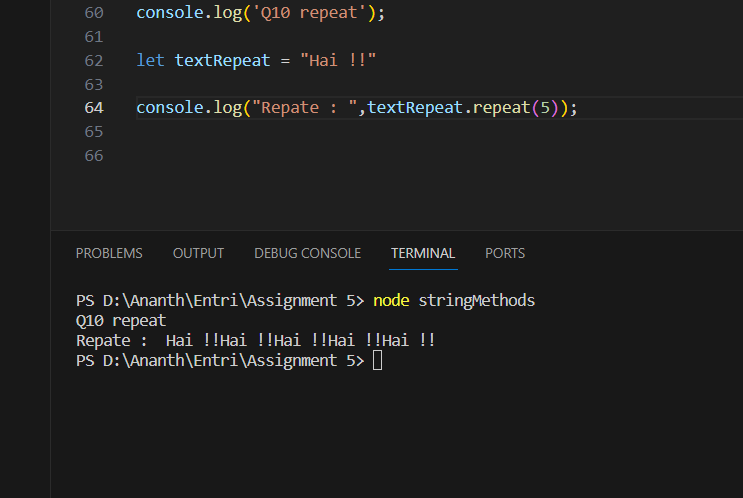 60 console.log('Q10 repeat');
61
62 let textRepeat = "Hai !!"
63
64 console.log("Repate : ",textRepeat.repeat(5));
65
66
PROBLEMS OUTPUT DEBUG CONSOLE TERMINAL PORTS
PS D:\Ananth\Entri\Assignment 5> node stringMethods
Q10 repeat
Repate :  Hai !!Hai !!Hai !!Hai !!Hai !!
PS D:\Ananth\Entri\Assignment 5>